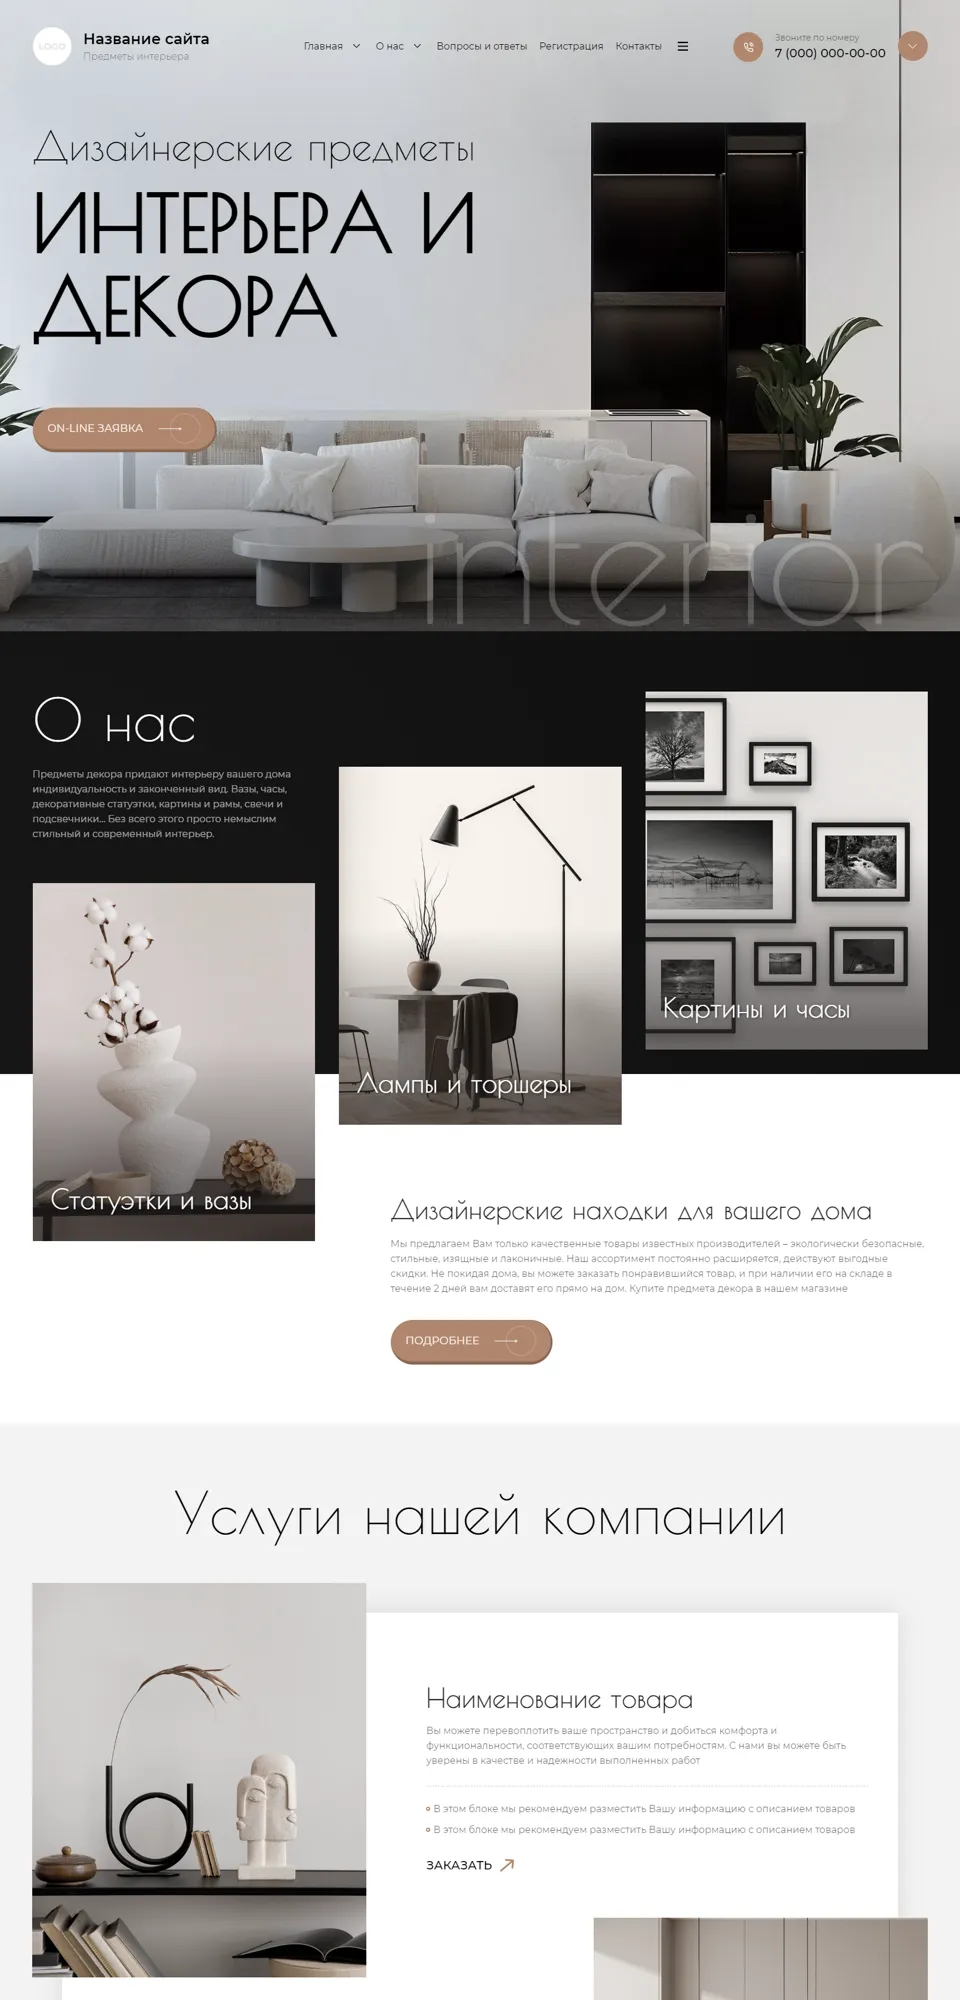 LOGO
Название сайта
Предметы интерьера
Главная
О нас
Вопросы и ответы
Регистрация
Контакты
Звоните по номеру
7 (000) 000-00-00
Дизайнерские предметы
ИНТЕРЬЕРА И
ДЕКОРА
ON-LINE ЗАЯВКА
interior
О нас
Предметы декора придают интерьеру вашего дома
индивидуальность и законченный вид. Вазы, часы,
декоративные статуэтки, картины и рамы, свечи и
подсвечники... Без всего этого просто немыслим
стильный и современный интерьер.
Картины и часы
Лампы и торшеры
Статуэтки и вазы
Дизайнерские находки для вашего дома
Мы предлагаем Вам только качественные товары известных производителей – экологически безопасные,
стильные, изящные и лаконичные. Наш ассортимент постоянно расширяется, действуют выгодные
скидки. Не покидая дома, вы можете заказать понравившийся товар, и при наличии его на складе в
течение 2 дней вам доставят его прямо на дом. Купите предмета декора в нашем магазине
ПОДРОБНЕЕ
Услуги нашей компании
Наименование товара
Вы можете перевоплотить ваше пространство и добиться комфорта и
функциональности, соответствующих вашим потребностям. С нами вы можете быть
уверены в качестве и надежности выполненных работ
В этом блоке мы рекомендуем разместить Вашу информацию с описанием товаров
В этом блоке мы рекомендуем разместить Вашу информацию с описанием товаров
ЗАКАЗАТЬ